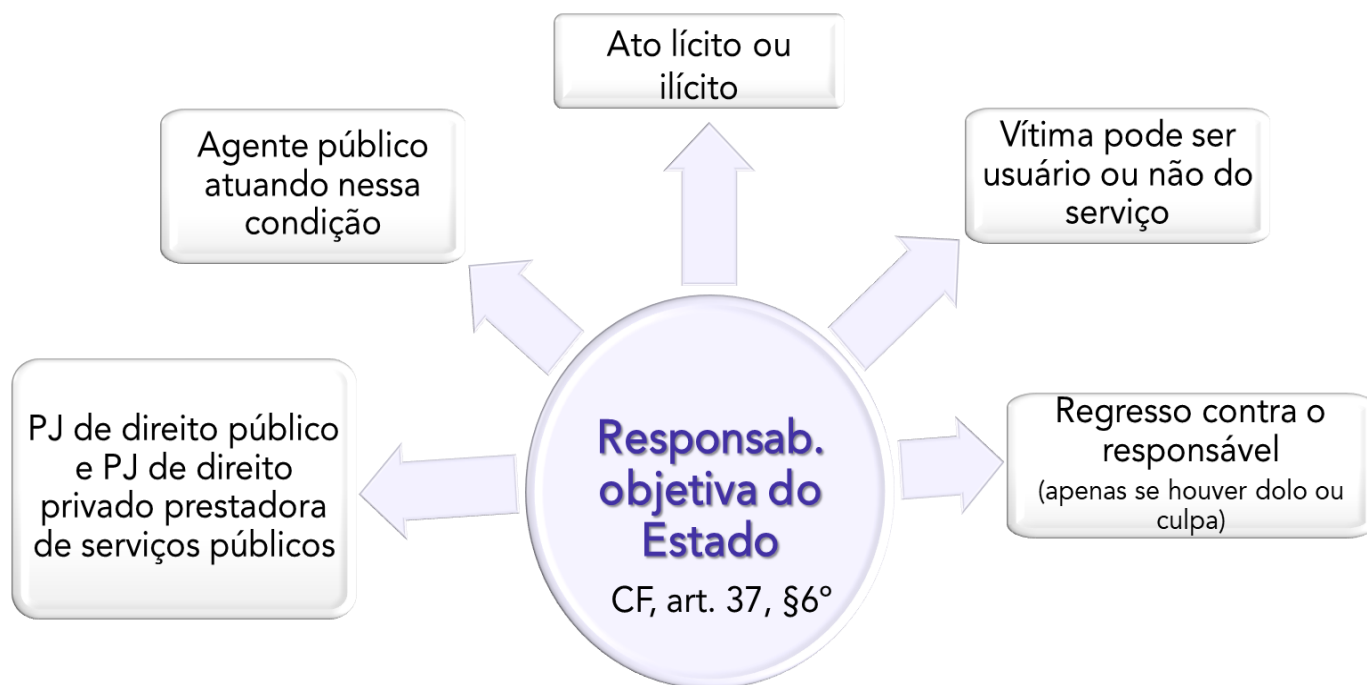 Ato lícito ou
ilícito
Agente público
atuando nessa
condição
Vítima pode ser
usuário ou não do
serviço
PJ de direito público
e PJ de direito
privado prestadora
de serviços públicos
Responsab.
objetiva do
Estado
CF, art. 37, §6º
Regresso contra o
responsável
(apenas se houver dolo ou
culpa)